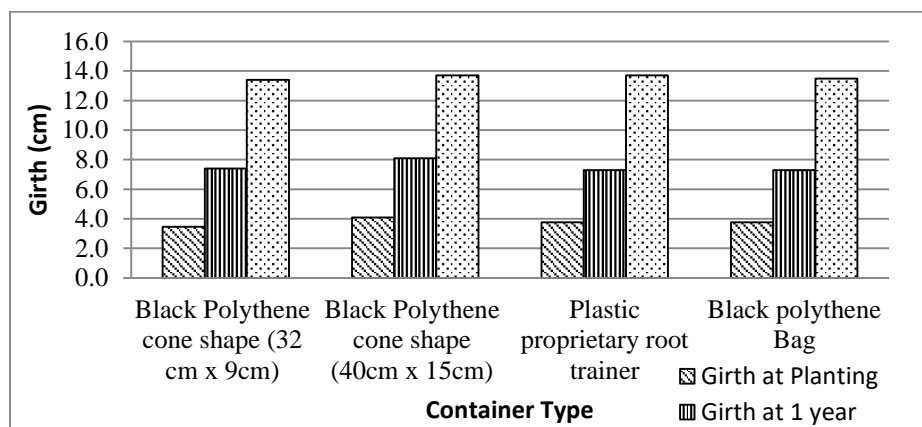 16.0
14.0
12.0
10.0
8.0
6.0
4.0
2.0
0.0
Girth (cm)
Black Polythene
cone shape (32
cm x 9cm)
Black Polythene
cone shape
(40cm x 15cm)
Plastic
proprietary root
trainer
Black polythene
Bag
Container Type
Girth at Planting
Girth at 1 year